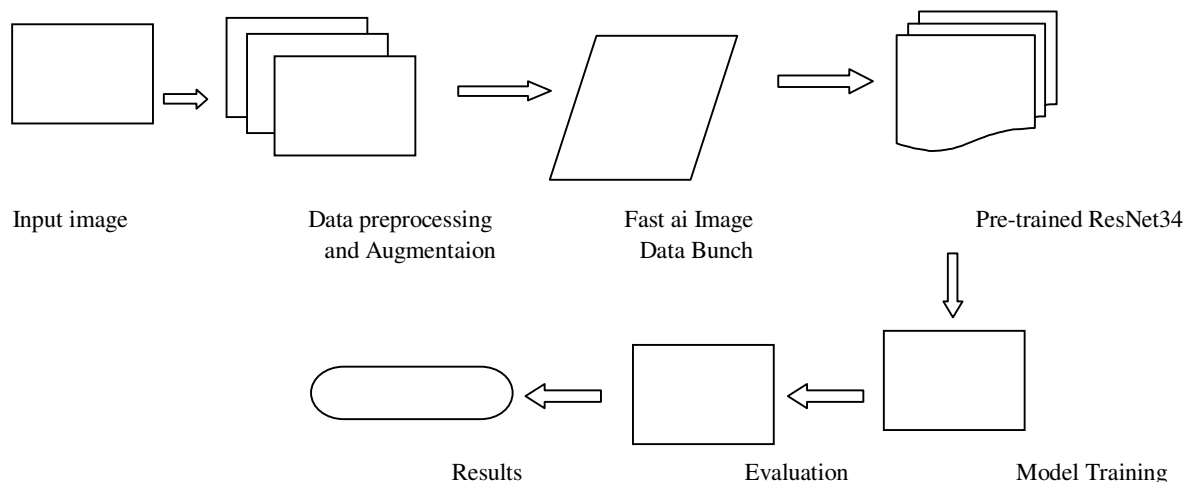 Input image
Data preprocessing
and Augmentaion
Fast ai Image
Data Bunch
Pre-trained ResNet34
Results
Evaluation
Model Training